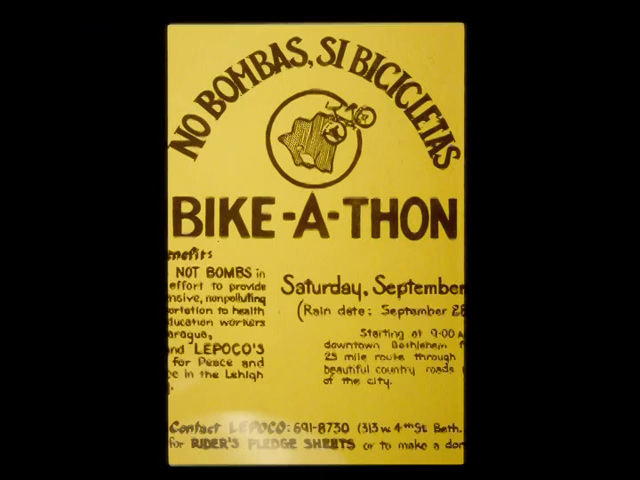 NO BOMBAS, SI BICICLETAS
BIKE-A-THON
nefits
NOT BOMBS in
effort to provide
nsive, nonpolluting
ortation to health
ducation workers
aragua,
nd LEPOCO'S
for Peace and
ce in the Lehigh
Saturday, September
(Rain date: September 28
Starting at 9:00 A
downtown Bethlehem
25 mile route through
beautiful country roads
of the city.
Contact LEPOCO: 691-8730 (313 w. 4th St. Beth.
for RIDER'S PLEDGE SHEETS or to make a don